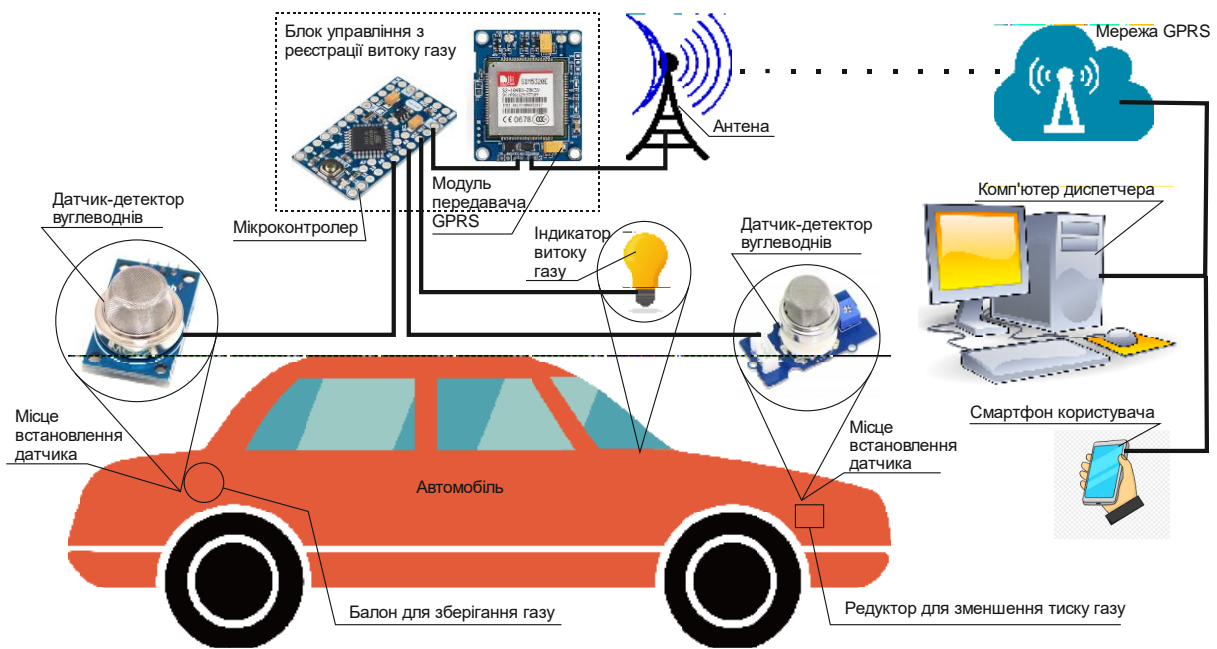 Блок управління з
реєстрації витоку газу
Мережа GPRS
SIM5320E
Антена
Датчик-детектор
вуглеводнів
Мікроконтролер
Модуль
передавача
GPRS
Індикатор
витоку
газу
Датчик-детектор
вуглеводнів
Комп'ютер диспетчера
Місце
встановлення
датчика
Місце
встановлення
датчика
Смартфон користувача
Автомобіль
Балон для зберігання газу
Редуктор для зменшення тиску газу